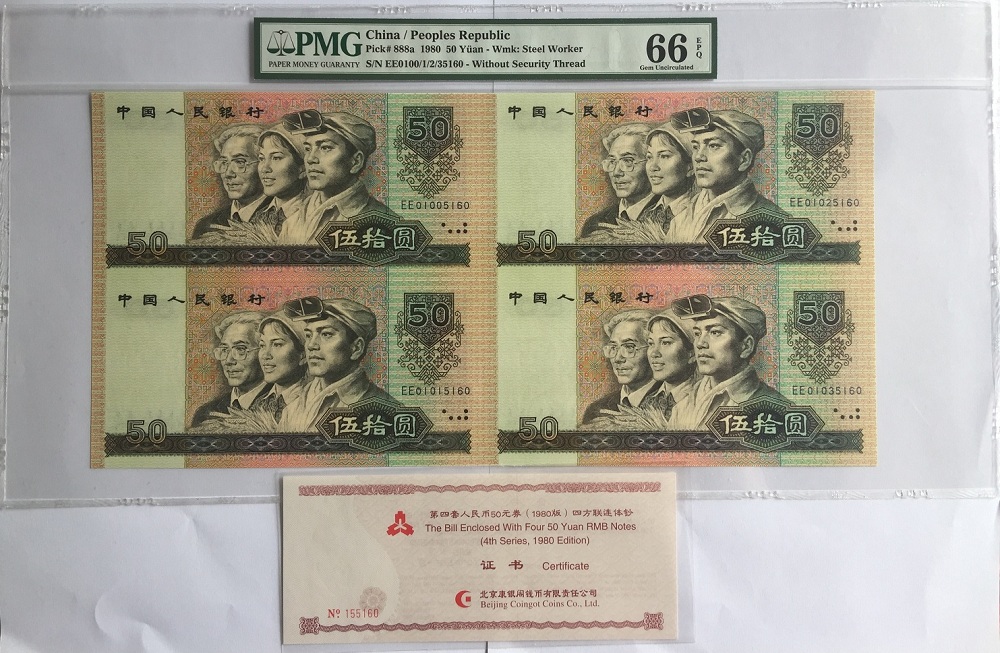 PMG
PAPER MONEY GUARANTY
China / Peoples Republic
Pick# 888a 1980 50 Yüan - Wmk: Steel Worker
S/N EE0100/1/2/35160 - Without Security Thread
66 EPQ
Gem Uncirculated
中国人民银行
50
EE01005160
50
伍拾圆
中国人民银行
50
EE01025160
50
伍拾圆
中国人民银行
50
EE01015160
50
伍拾圆
中国人民银行
50
EE01035160
50
伍拾圆
第四套人民币50元券（1980版）四方联连体钞
The Bill Enclosed With Four 50 Yuan RMB Notes
(4th Series, 1980 Edition)
证书 Certificate
北京康银阁钱币有限责任公司
Beijing Coingot Coins Co., Ltd.
Nº 155160